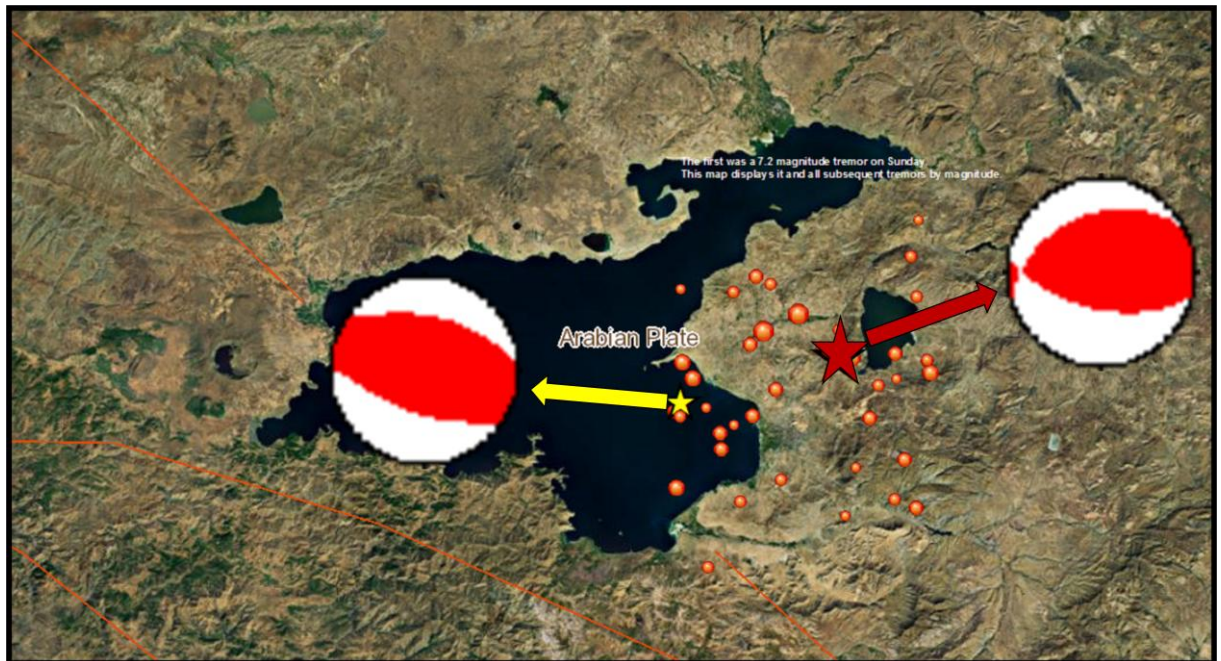 The first was a 7.2 magnitude tremor on Sunday.
This map displays it and all subsequent tremors by magnitude.
Arabian Plate